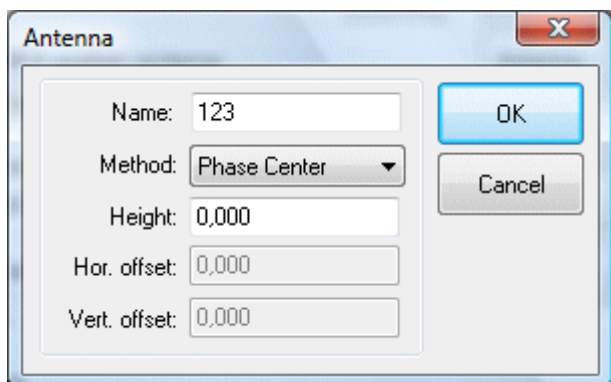 Antenna
Name: 123
OK
Method: Phase Center
Cancel
Height: 0,000
Hor. offset: 0,000
Vert. offset: 0,000